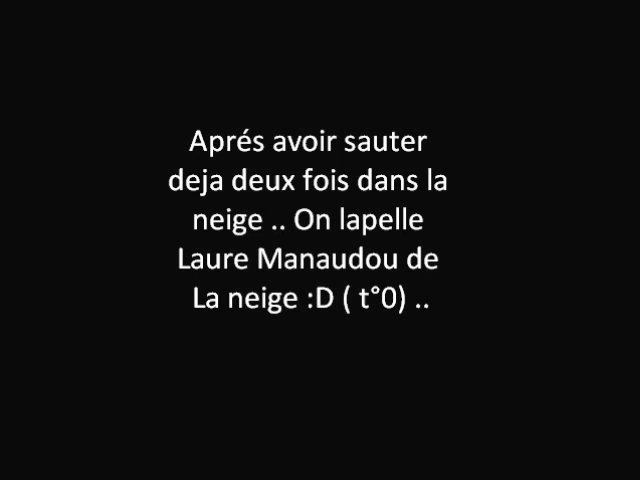 Aprés avoir sauter
deja deux fois dans la
neige .. On lapelle
Laure Manaudou de
La neige :D ( t°0) ..